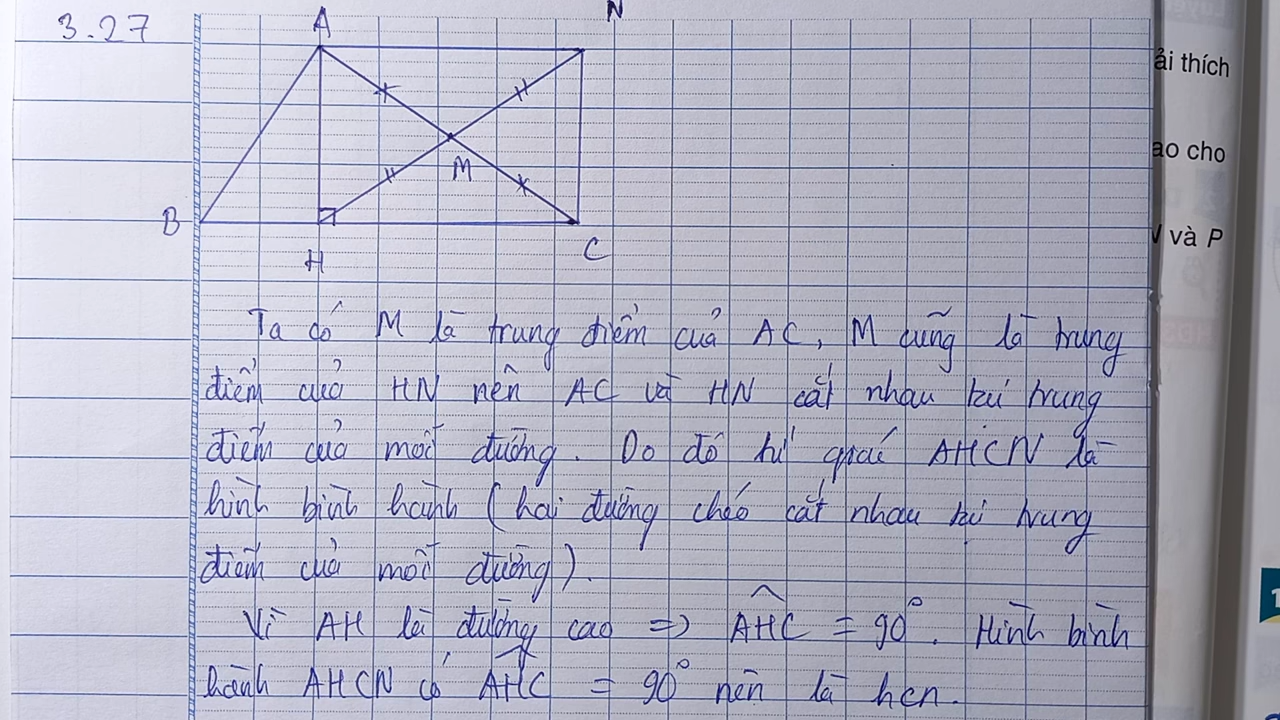 3.27
A
N
M
B
H
C
Ta có M là trung điểm của AC, M cũng là trung
điểm của HN nên AC và HN cắt nhau tại trung
điểm của mỗi đường. Do đó tứ giác AHCN là
hình bình hành (hai đường chéo cắt nhau tại trung
điểm của mỗi đường).
Vì AH là đường cao => AHC = 90°. Hình bình
hành AHCN có AHC = 90° nên là hcn.
ải thích
ao cho
và P
1